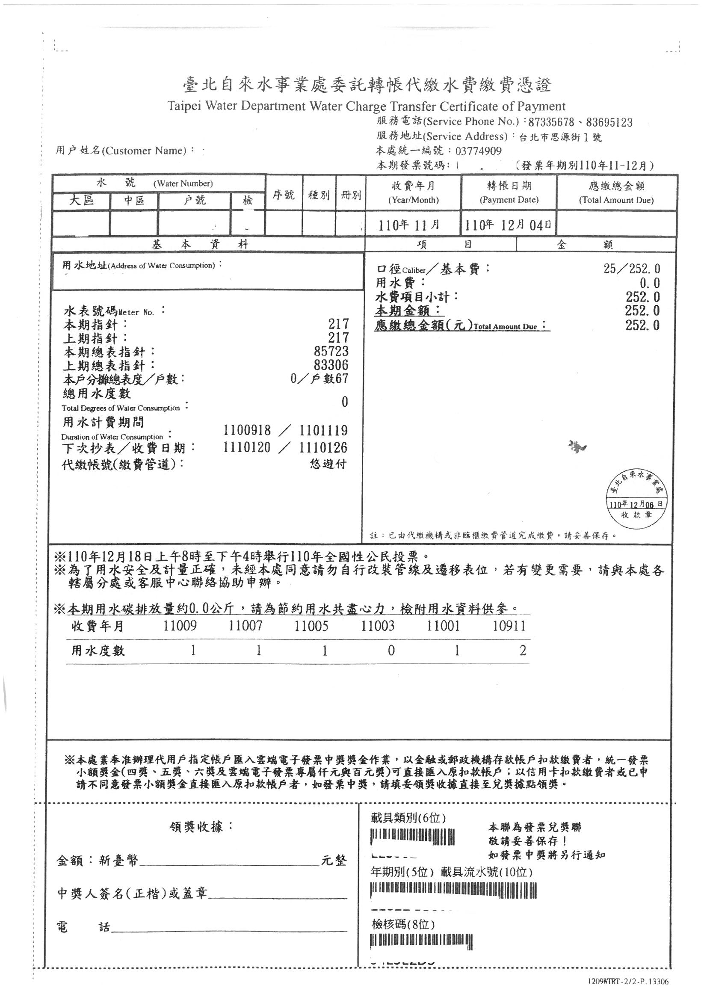 臺北自來水事業處委託轉帳代繳水費繳費憑證
Taipei Water Department Water Charge Transfer Certificate of Payment
服務電話(Service Phone No.)：87335678、83695123
服務地址(Service Address)：台北市思源街1號
用户姓名(Customer Name)：
本處統一編號：03774909
本期發票號碼：
(發票年期別110年11-12月)
水 號 (Water Number)
大區 中區 户號 檢 序號 種別 冊別
收費年月 (Year/Month)
轉帳日期 (Payment Date)
應繳總金額 (Total Amount Due)
110年 11月 110年 12月 04日
基 本 資 料 項 目 金 額
用水地址(Address of Water Consumption)：
口徑Caliber／基本費： 25／252.0
用水費： 0.0
水費項目小計： 252.0
本期金額： 252.0
應繳總金額(元)Total Amount Due： 252.0
水表號碼Meter No.：
本期指針： 217
上期指針： 217
本期總表指針： 85723
上期總表指針： 83306
本戶分攤總表度／戶數： 0／戶數67
總用水度數
Total Degrees of Water Consumption： 0
用水計費期間
Duration of Water Consumption： 1100918 ／ 1101119
下次抄表／收費日期： 1110120 ／ 1110126
代繳帳號(繳費管道)： 悠遊付
臺北自來水事業處
110年12月06日
收款章
註：已由代繳機構或非臨櫃繳費管道完成繳費，請妥善保存。
※110年12月18日上午8時至下午4時舉行110年全國性公民投票。
※為了用水安全及計量正確，未經本處同意請勿自行改裝管線及遷移表位，若有變更需要，請與本處各
轄屬分處或客服中心聯絡協助申辦。
※本期用水碳排放量約0.0公斤，請為節約用水共盡心力，檢附用水資料供參。
收費年月 11009 11007 11005 11003 11001 10911
用水度數 1 1 1 0 1 2
※本處業奉准辦理代用戶指定帳戶匯入雲端電子發票中獎獎金作業，以金融或郵政機構存款帳戶扣款繳費者，統一發票
小額獎金(四獎、五獎、六獎及雲端電子發票專屬仟元與百元獎)可直接匯入原扣款帳戶；以信用卡扣款繳費者或已申
請不同意發票小額獎金直接匯入原扣款帳戶者，如發票中獎，請填妥領獎收據直接至兌獎據點領獎。
領獎收據：
金額：新臺幣 元整
中獎人簽名(正楷)或蓋章
電 話
載具類別(6位)
本聯為發票兌獎聯
敬請妥善保存！
如發票中獎將另行通知
年期別(5位) 載具流水號(10位)
檢核碼(8位)
1209WTRT-2/2-P.13306